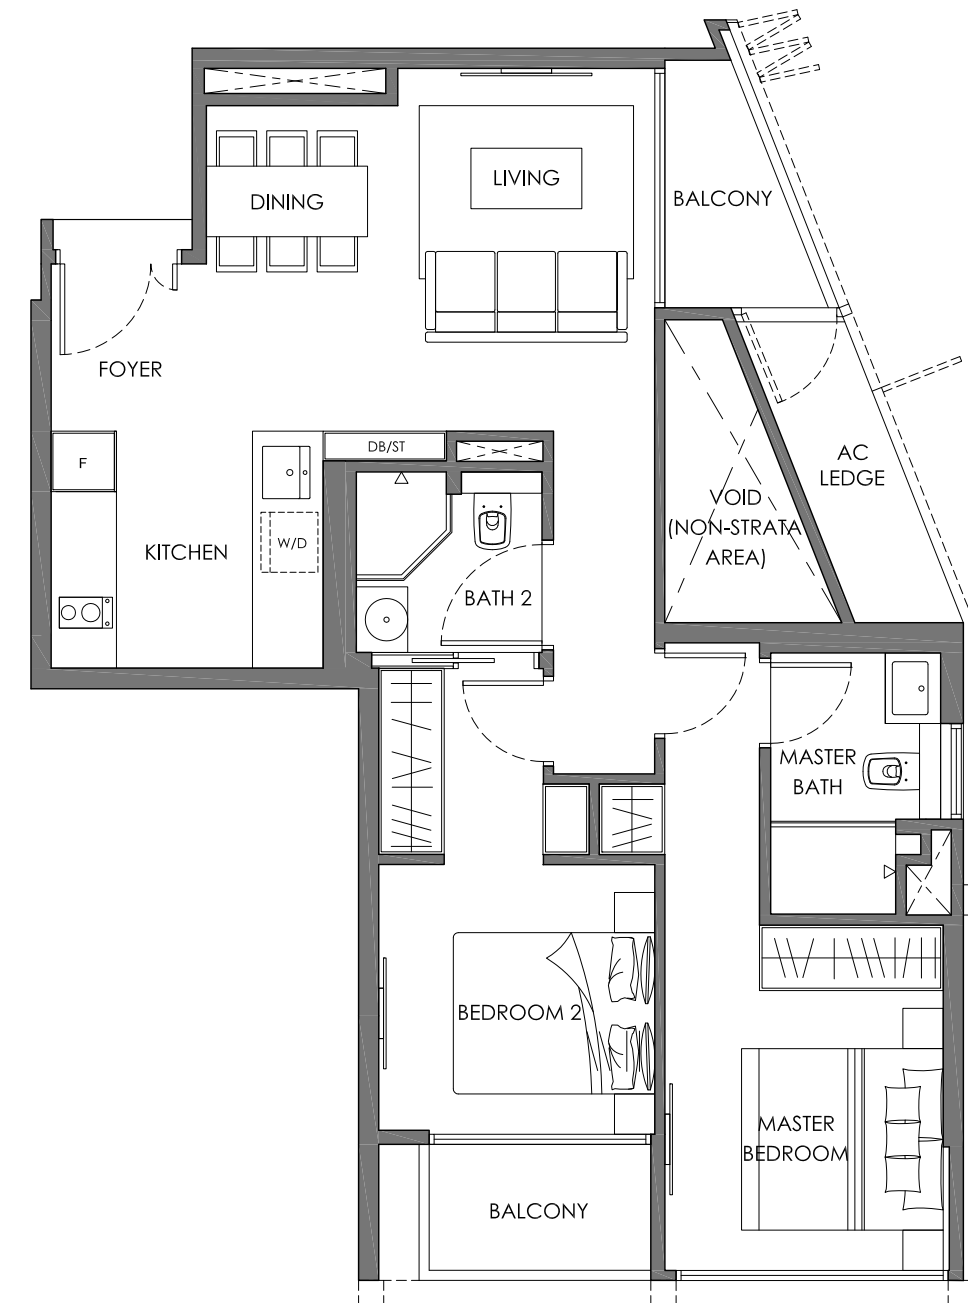 LIVING
DINING
BALCONY
FOYER
DB/ST
F
AC
LEDGE
VOID
(NON-STRATA
AREA)
KITCHEN
W/D
BATH 2
MASTER
BATH
BEDROOM 2
MASTER
BEDROOM
BALCONY